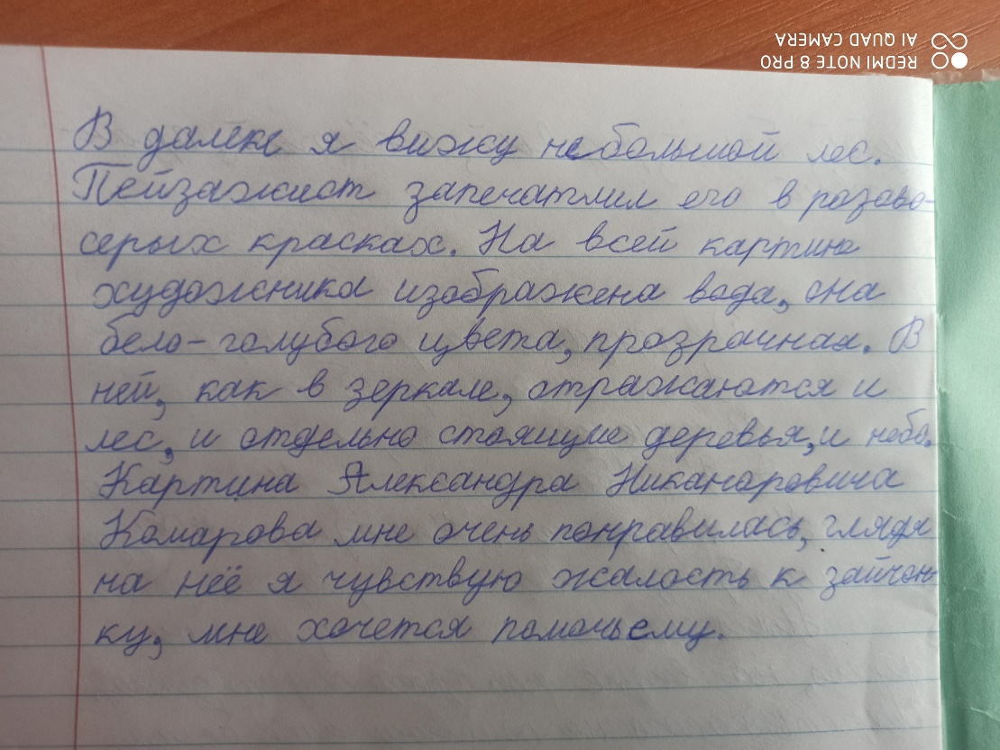 В далеке я вижу небольшой лес.
Пейзажист запечатлил его в розово-
серых красках. На всей картине
художника изображена вода, она
бело-голубого цвета, прозрачная. В
ней, как в зеркале, отражаются и
лес, и отдельно стоящие деревья, и небо.
Картина Александра Никаноровича
Комарова мне очень понравилась, глядя
на неё я чувствую жалость к зайчон
ку, мне хочется помочь ему.
REDMI NOTE 8 PRO
AI QUAD CAMERA